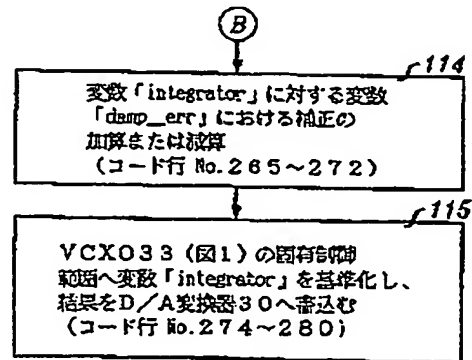 B
114
変数「integrator」に対する変数
「damp_err」における補正の
加算または減算
(コード行 No.265~272)
115
VCXO33(図1)の固有制御
範囲へ変数「integrator」を基準化し、
結果をD/A変換器30へ書込む
(コード行 No.274~280)